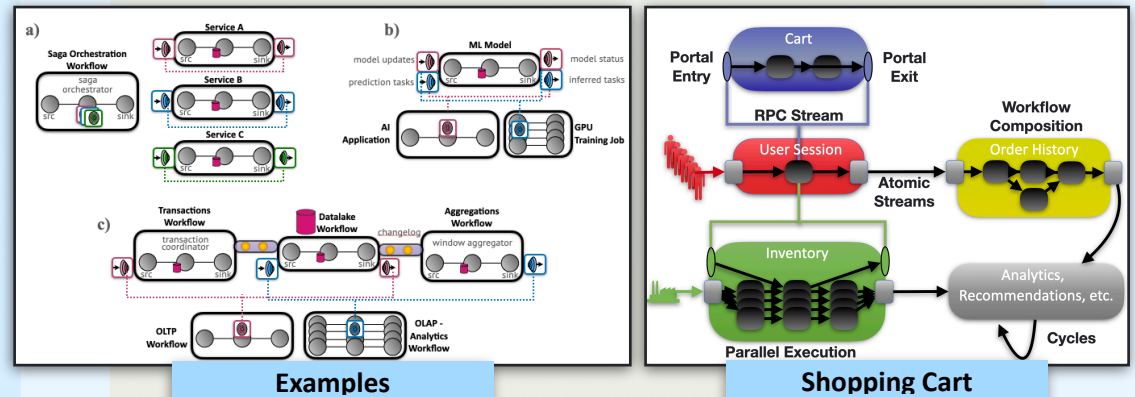 a)
Saga Orchestration
Workflow
saga
orchestrator
src
sink
Service A
src
sink
Service B
src
sink
Service C
src
sink
b)
ML Model
model updates
prediction tasks
src
sink
model status
inferred tasks
AI
Application
GPU
Training Job
c)
Transactions
Workflow
transaction
coordinator
src
sink
Datalake
Workflow
changelog
Aggregations
Workflow
window aggregator
src
sink
OLTP
Workflow
OLAP -
Analytics
Workflow
Examples
Cart
Portal
Entry
Portal
Exit
RPC Stream
User Session
Atomic
Streams
Workflow
Composition
Order History
Inventory
Parallel Execution
Analytics,
Recommendations, etc.
Cycles
Shopping Cart